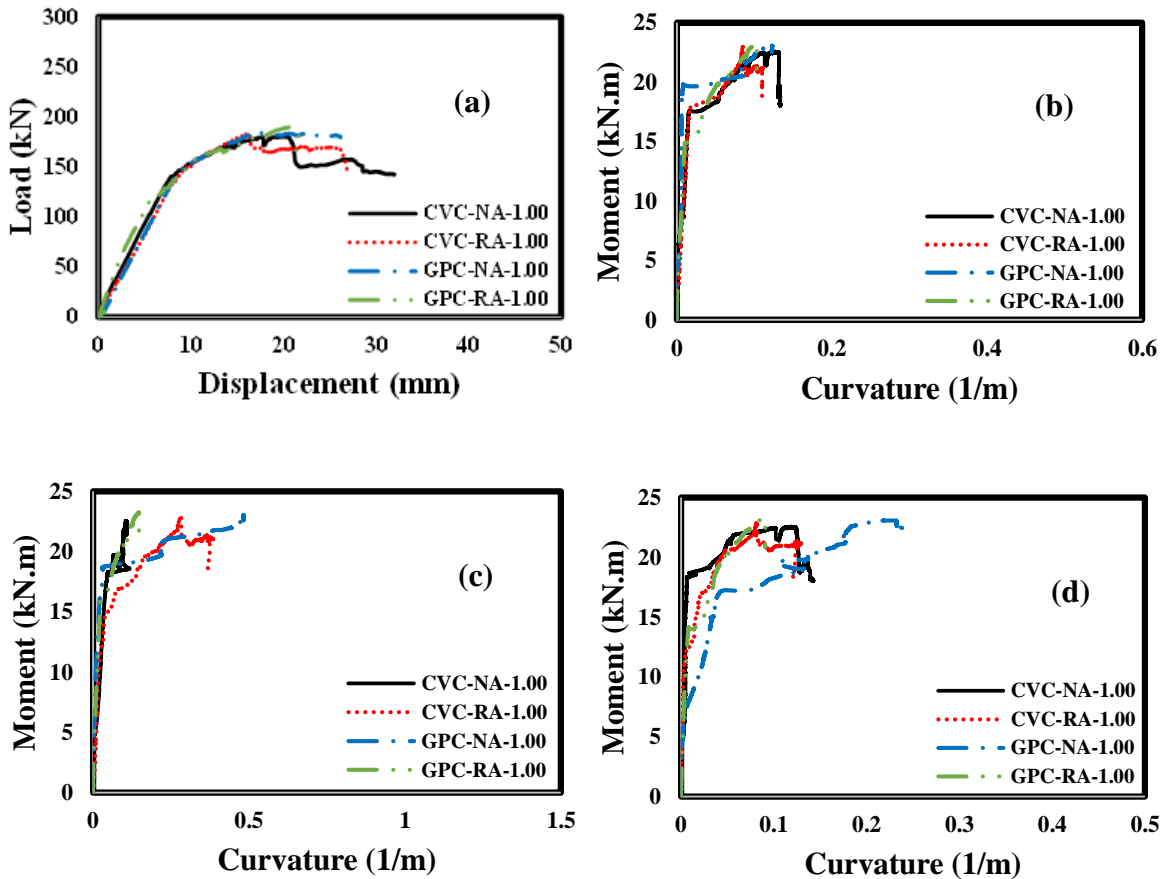 300
250
200
150
100
50
0
Load (kN)
(a)
CVC-NA-1.00
CVC-RA-1.00
GPC-NA-1.00
GPC-RA-1.00
0 10 20 30 40 50
Displacement (mm)
25
20
15
10
5
0
Moment (kN.m)
(b)
CVC-NA-1.00
CVC-RA-1.00
GPC-NA-1.00
GPC-RA-1.00
0 0.2 0.4 0.6
Curvature (1/m)
25
20
15
10
5
0
Moment (kN.m)
(c)
CVC-NA-1.00
CVC-RA-1.00
GPC-NA-1.00
GPC-RA-1.00
0 0.5 1 1.5
Curvature (1/m)
25
20
15
10
5
0
Moment (kN.m)
(d)
CVC-NA-1.00
CVC-RA-1.00
GPC-NA-1.00
GPC-RA-1.00
0 0.1 0.2 0.3 0.4 0.5
Curvature (1/m)